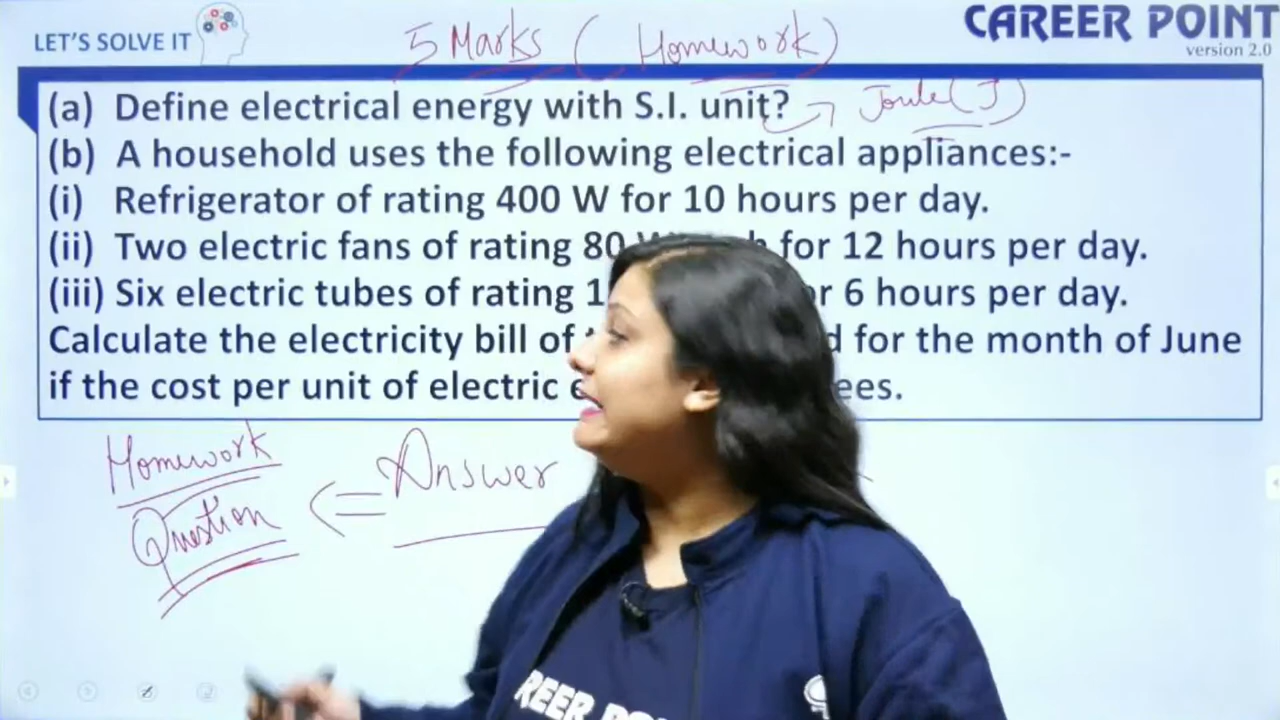 LET'S SOLVE IT
5 Marks ( Homework )
CAREER POINT
version 2.0
(a) Define electrical energy with S.I. unit? → Joule (J)
(b) A household uses the following electrical appliances:-
(i) Refrigerator of rating 400 W for 10 hours per day.
(ii) Two electric fans of rating 80 for 12 hours per day.
(iii) Six electric tubes of rating 6 hours per day.
Calculate the electricity bill of for the month of June
if the cost per unit of electric
Homework
Question
<= Answer